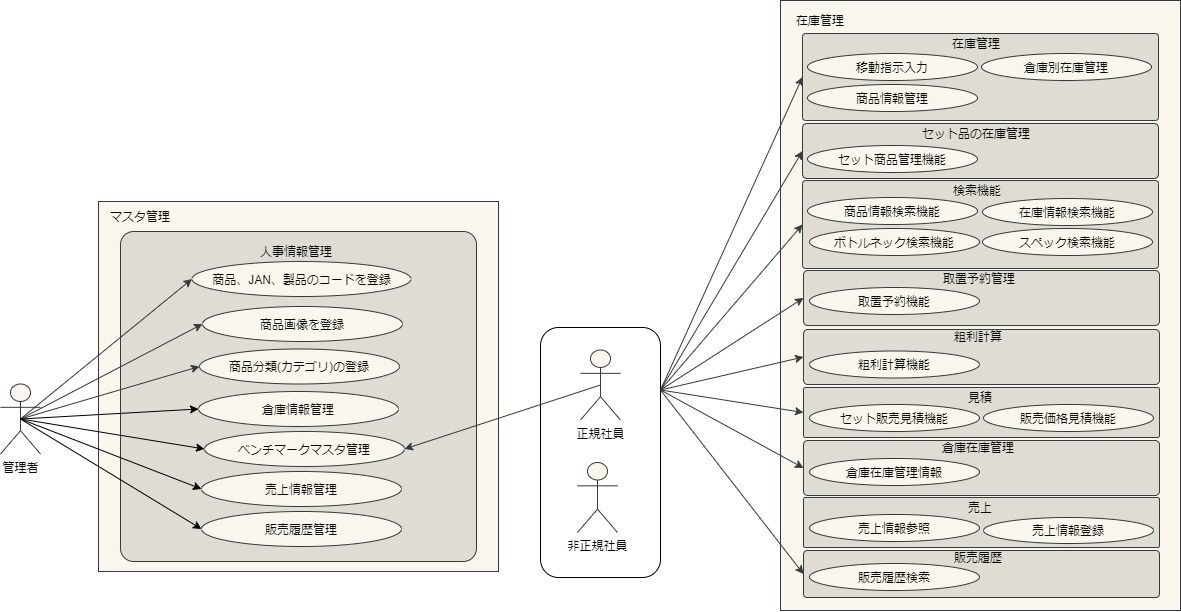 管理者
マスタ管理
人事情報管理
商品、JAN、製品のコードを登録
商品画像を登録
商品分類(カテゴリ)の登録
倉庫情報管理
ベンチマークマスタ管理
売上情報管理
販売履歴管理
正規社員
非正規社員
在庫管理
在庫管理
移動指示入力
倉庫別在庫管理
商品情報管理
セット品の在庫管理
セット商品管理機能
検索機能
商品情報検索機能
在庫情報検索機能
ボトルネック検索機能
スペック検索機能
取置予約管理
取置予約機能
粗利計算
粗利計算機能
見積
セット販売見積機能
販売価格見積機能
倉庫在庫管理
倉庫在庫管理情報
売上
売上情報参照
売上情報登録
販売履歴
販売履歴検索